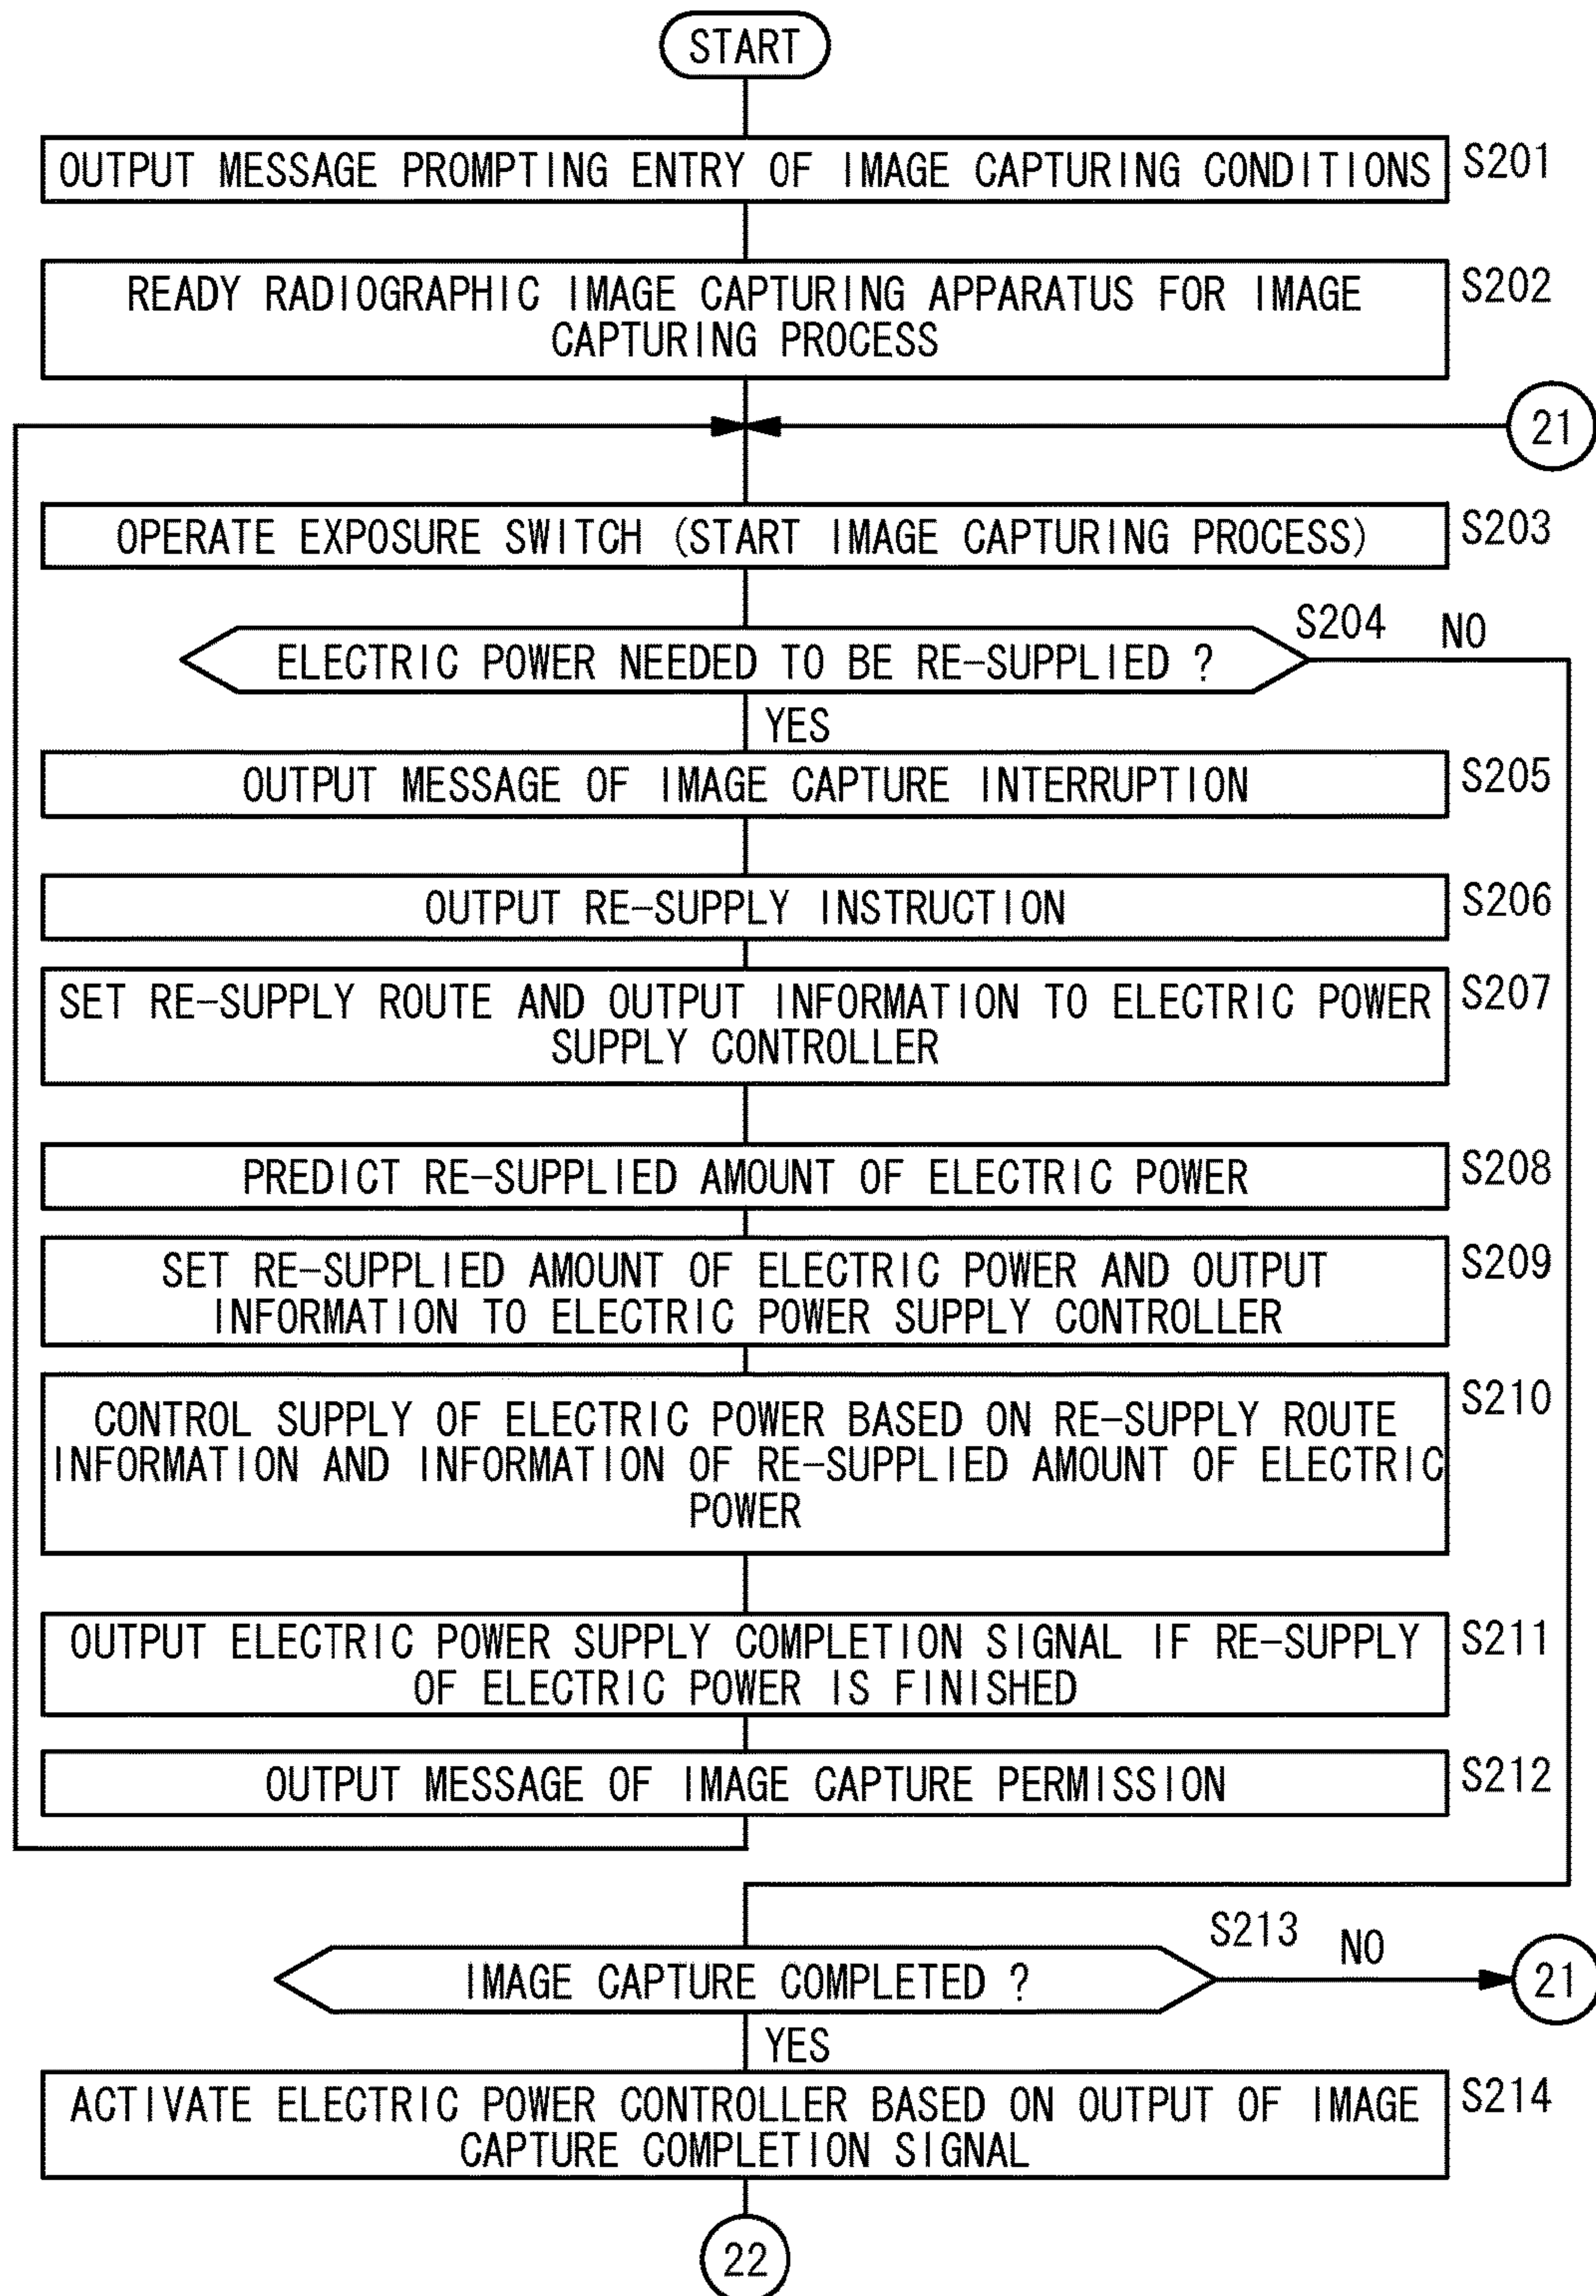 START
OUTPUT MESSAGE PROMPTING ENTRY OF IMAGE CAPTURING CONDITIONS
S201
READY RADIOGRAPHIC IMAGE CAPTURING APPARATUS FOR IMAGE
CAPTURING PROCESS
S202
21
OPERATE EXPOSURE SWITCH (START IMAGE CAPTURING PROCESS)
S203
ELECTRIC POWER NEEDED TO BE RE-SUPPLIED ?
S204
NO
YES
OUTPUT MESSAGE OF IMAGE CAPTURE INTERRUPTION
S205
OUTPUT RE-SUPPLY INSTRUCTION
S206
SET RE-SUPPLY ROUTE AND OUTPUT INFORMATION TO ELECTRIC POWER
SUPPLY CONTROLLER
S207
PREDICT RE-SUPPLIED AMOUNT OF ELECTRIC POWER
S208
SET RE-SUPPLIED AMOUNT OF ELECTRIC POWER AND OUTPUT
INFORMATION TO ELECTRIC POWER SUPPLY CONTROLLER
S209
CONTROL SUPPLY OF ELECTRIC POWER BASED ON RE-SUPPLY ROUTE
INFORMATION AND INFORMATION OF RE-SUPPLIED AMOUNT OF ELECTRIC
POWER
S210
OUTPUT ELECTRIC POWER SUPPLY COMPLETION SIGNAL IF RE-SUPPLY
OF ELECTRIC POWER IS FINISHED
S211
OUTPUT MESSAGE OF IMAGE CAPTURE PERMISSION
S212
IMAGE CAPTURE COMPLETED ?
S213
NO
21
YES
ACTIVATE ELECTRIC POWER CONTROLLER BASED ON OUTPUT OF IMAGE
CAPTURE COMPLETION SIGNAL
S214
22